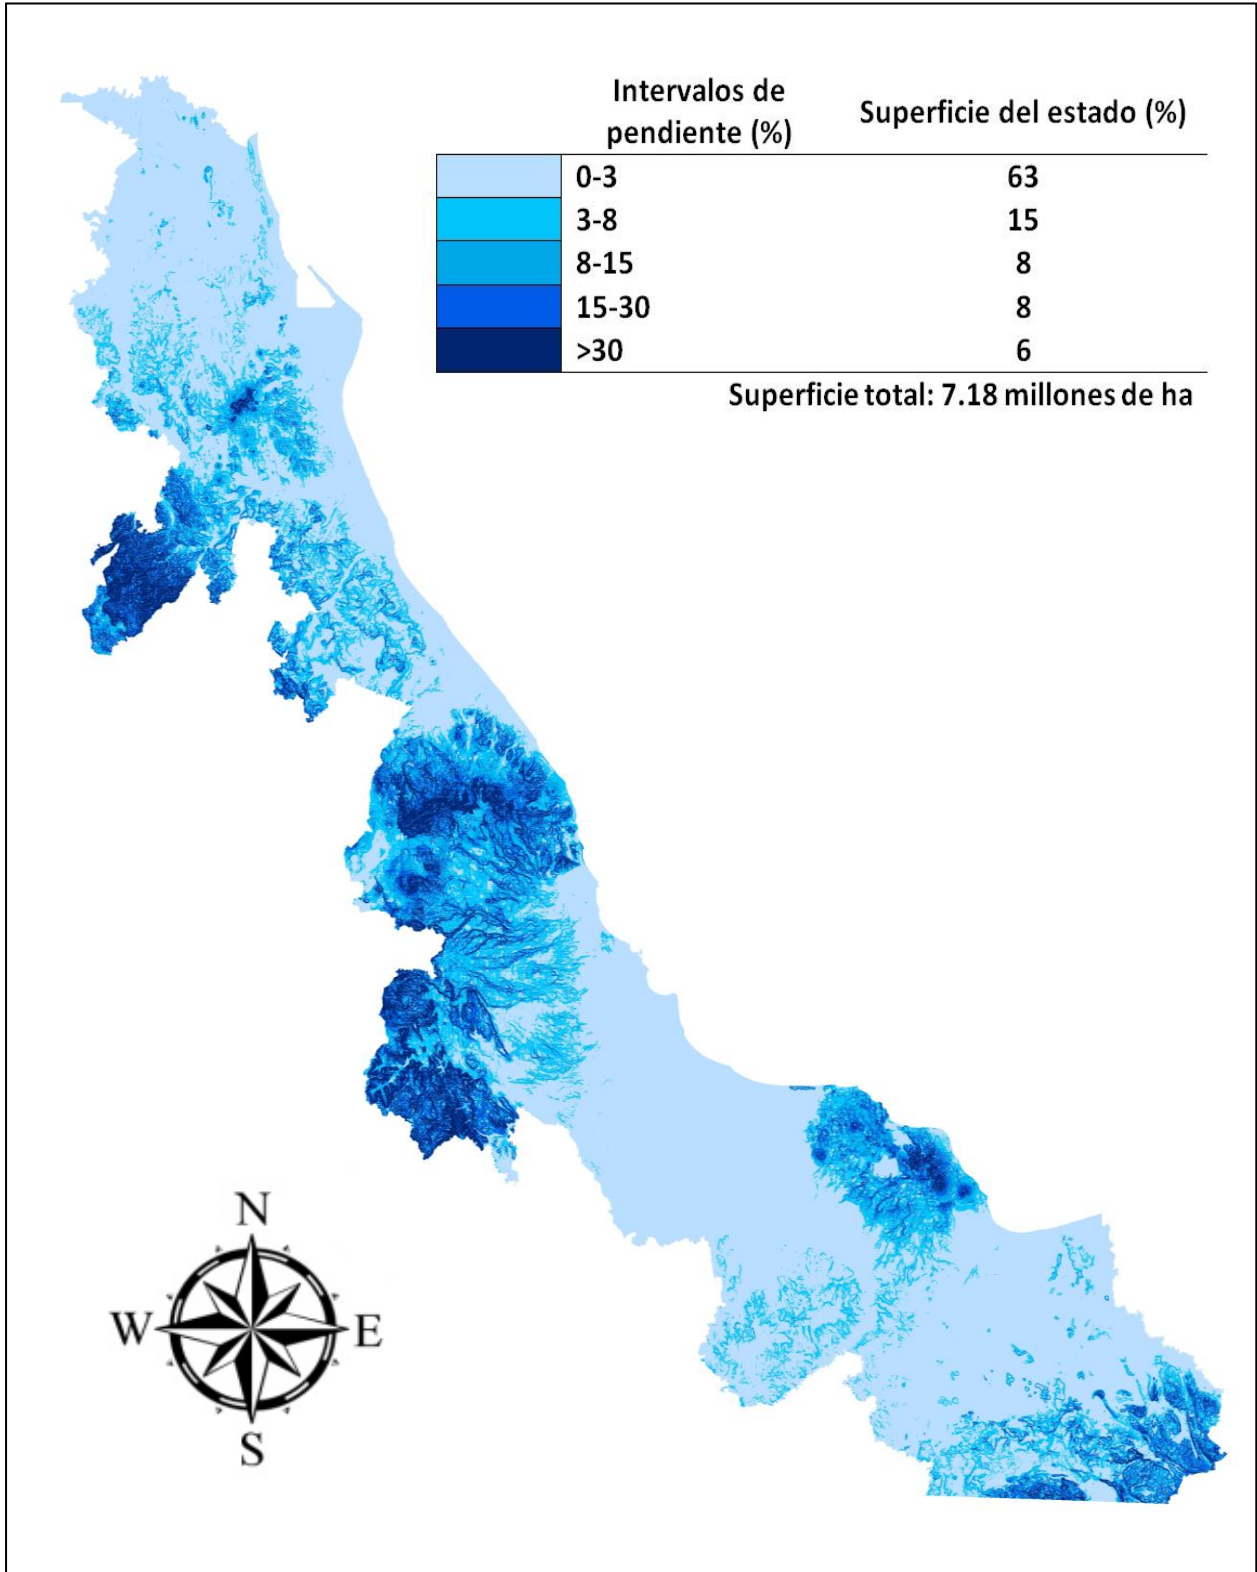 Intervalos de
pendiente (%)
Superficie del estado (%)
0-3 63
3-8 15
8-15 8
15-30 8
>30 6
Superficie total: 7.18 millones de ha
N
W E
S